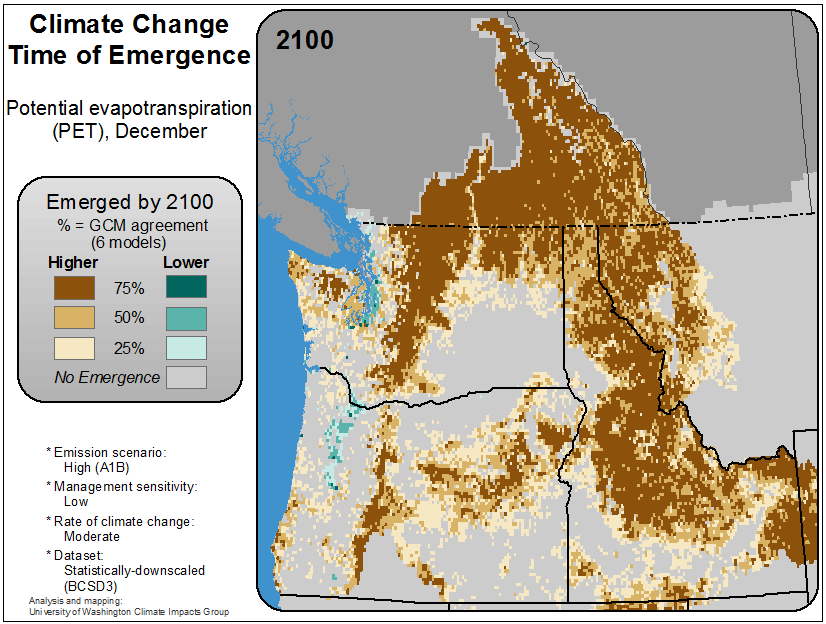 Climate Change
Time of Emergence
2100
Potential evapotranspiration
(PET), December
Emerged by 2100
% = GCM agreement
(6 models)
Higher Lower
75%
50%
25%
No Emergence
* Emission scenario:
High (A1B)
* Management sensitivity:
Low
* Rate of climate change:
Moderate
* Dataset:
Statistically-downscaled
(BCSD3)
Analysis and mapping:
University of Washington Climate Impacts Group